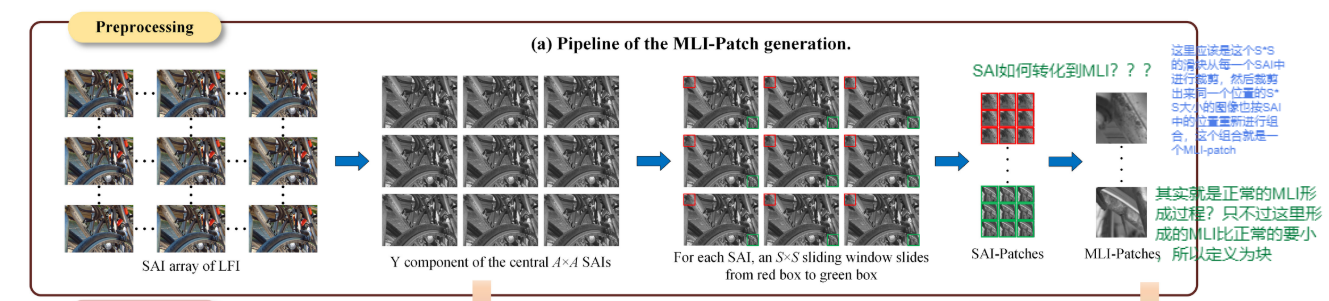 Preprocessing
(a) Pipeline of the MLI-Patch generation.
SAI array of LFI
Y component of the central A×A SAIs
For each SAI, an S×S sliding window slides
from red box to green box
SAI如何转化到MLI？？？
SAI-Patches
MLI-Patches
这里应该是这个S*S
的滑块从每一个SAI中
进行裁剪，然后裁剪
出来同一个位置的S*
S大小的图像也按SAI
中的位置重新进行组
合，这个组合就是一
个MLI-patch
其实就是正常的MLI形
成过程？只不过这里形
成的MLI比正常的要小
，所以定义为块